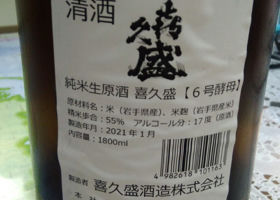 清酒
喜久盛
純米生原酒 喜久盛【6号酵母】
原材料名:米(岩手県産米)、米麹(岩手県産米)
精米歩合:55% アルコール分:17度(原酒)
製造年月:2021年1月
内容量:1800ml
4982618101163
製造者 喜久盛酒造株式会社